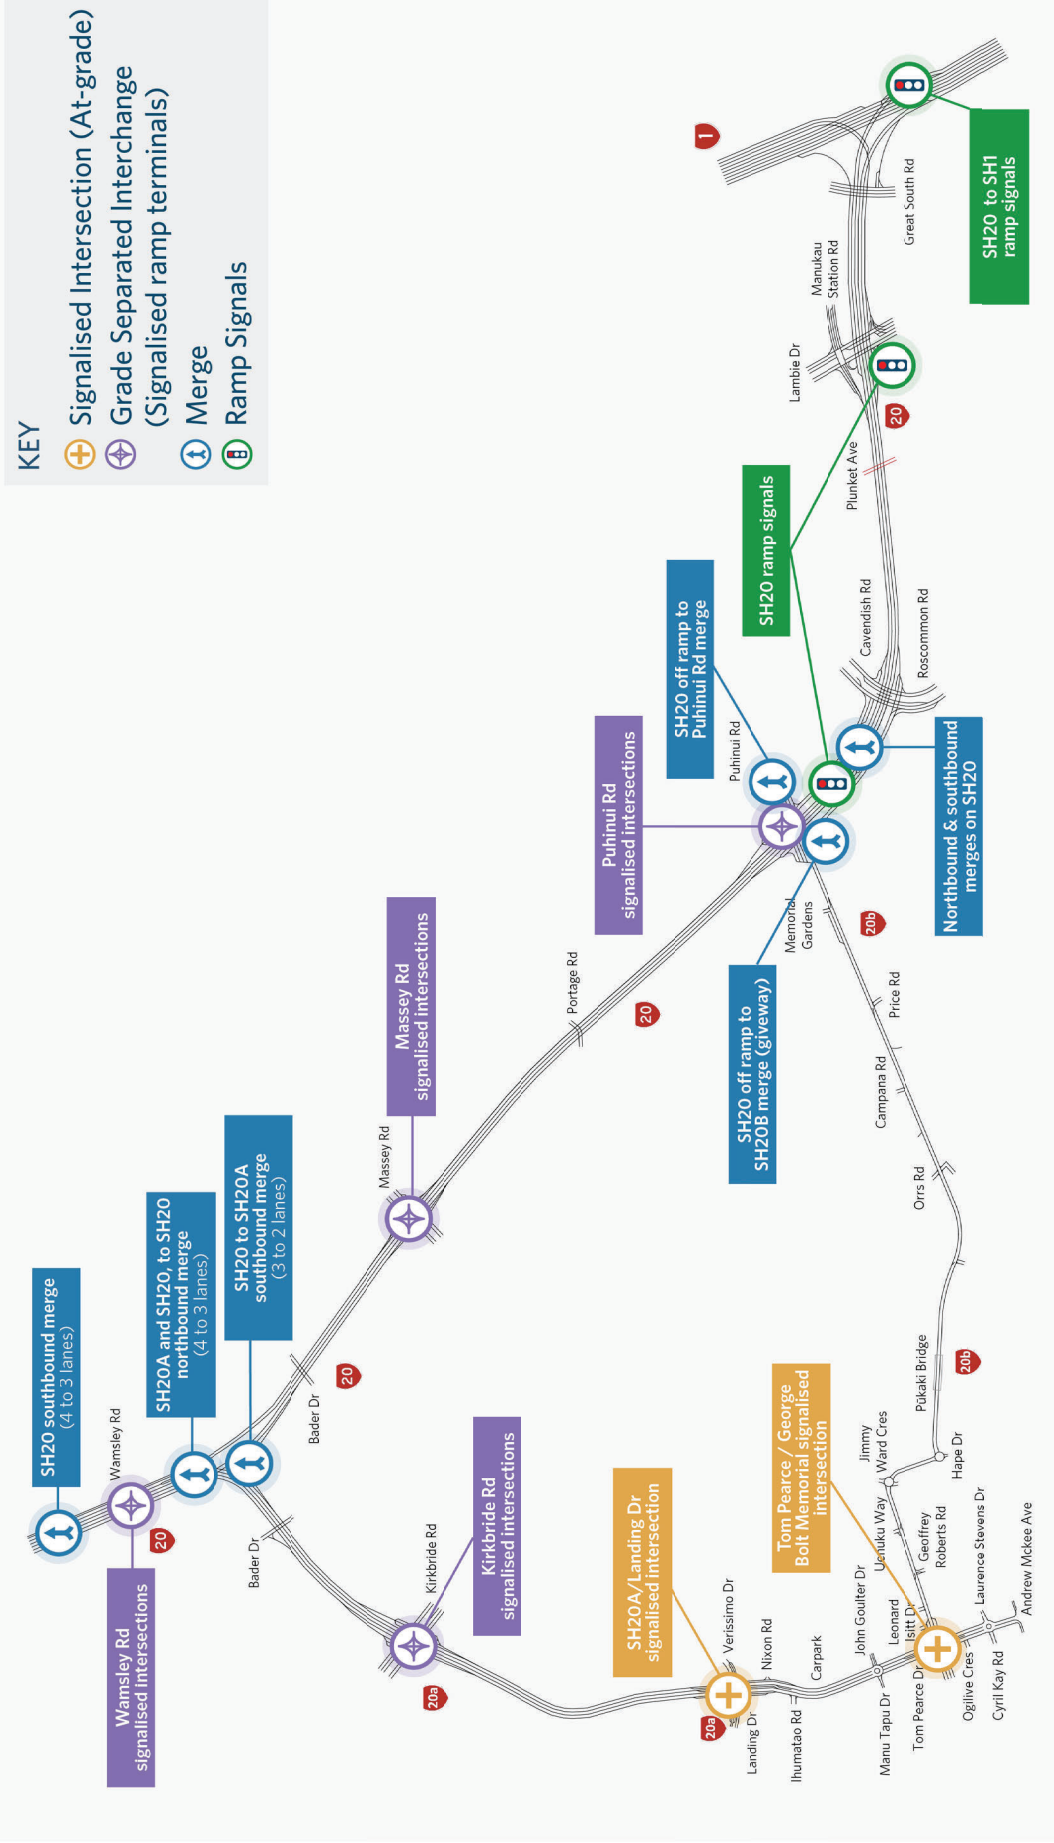 KEY
Signalised Intersection (At-grade)
Grade Separated Interchange
(Signalised ramp terminals)
Merge
Ramp Signals
SH20 southbound merge
(4 to 3 lanes)
Wamsley Rd
Wamsley Rd
signalised intersections
20
SH20A and SH20, to SH20
northbound merge
(4 to 3 lanes)
SH20 to SH20A
southbound merge
(3 to 2 lanes)
Bader Dr
Bader Dr
20
Massey Rd
Massey Rd
signalised intersections
Kirkbride Rd
Kirkbride Rd
signalised intersections
20a
Portage Rd
20
Puhinui Rd
signalised intersections
SH20 off ramp to
Puhinui Rd merge
Puhinui Rd
SH20 ramp signals
Memorial
Gardens
SH20 off ramp to
SH20B merge (giveway)
Northbound & southbound
merges on SH20
20b
Cavendish Rd
Roscommon Rd
Plunket Ave
20
Lambie Dr
Manukau
Station Rd
Great South Rd
1
SH20 to SH1
ramp signals
Price Rd
Campana Rd
Orrs Rd
Pūkaki Bridge
20b
Hape Dr
Jimmy
Ward Cres
Uenuku Way
Geoffrey
Roberts Rd
Tom Pearce / George
Bolt Memorial signalised
intersection
SH20A/Landing Dr
signalised intersection
20a
Verissimo Dr
Landing Dr
Nixon Rd
Ihumatao Rd
Carpark
John Goulter Dr
Manu Tapu Dr
Leonard
Isitt Dr
Tom Pearce Dr
Laurence Stevens Dr
Ogilive Cres
Cyril Kay Rd
Andrew Mckee Ave